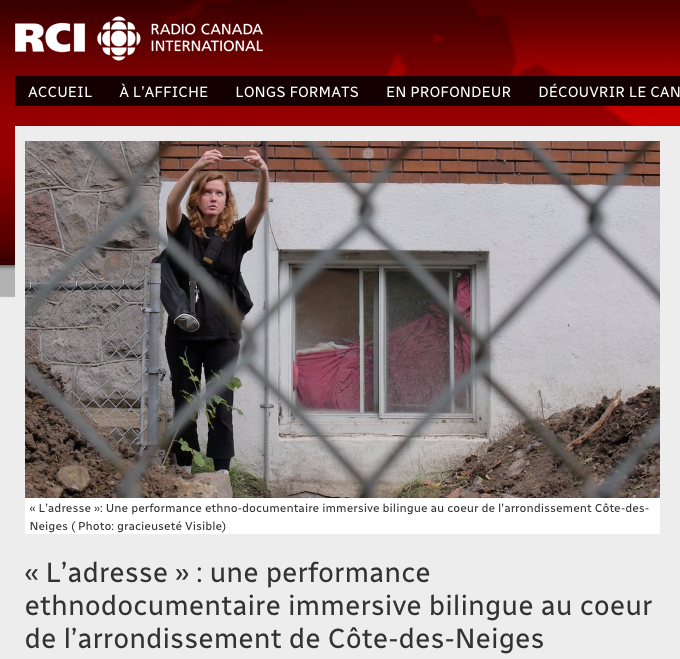 RCI RADIO CANADA
INTERNATIONAL
ACCUEIL À L'AFFICHE LONGS FORMATS EN PROFONDEUR DÉCOUVRIR LE CAN
« L'adresse »: Une performance ethno-documentaire immersive bilingue au coeur de l'arrondissement Côte-des-
Neiges ( Photo: gracieuseté Visible)
« L’adresse » : une performance
ethnodocumentaire immersive bilingue au coeur
de l’arrondissement de Côte-des-Neiges